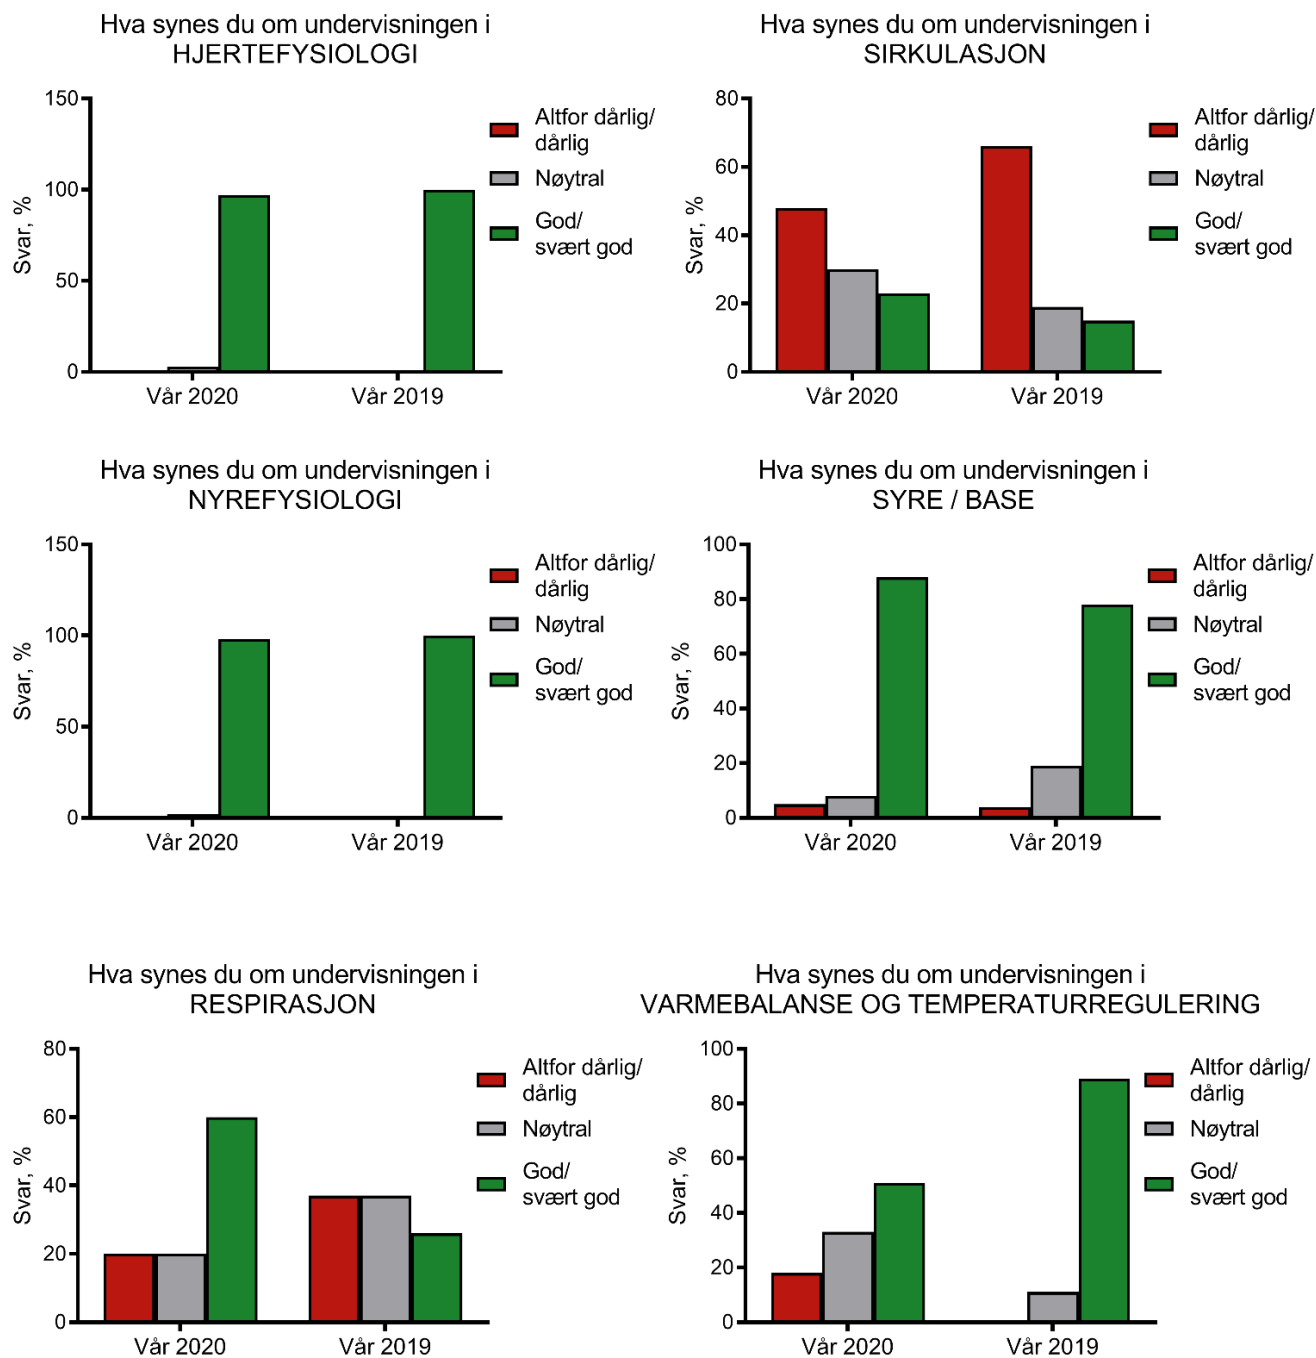 Hva synes du om undervisningen i
HJERTEFYSIOLOGI
150
100
50
0
Svar, %
Vår 2020
Vår 2019
Altfor dårlig/
dårlig
Nøytral
God/
svært god
Hva synes du om undervisningen i
SIRKULASJON
80
60
40
20
0
Svar, %
Vår 2020
Vår 2019
Altfor dårlig/
dårlig
Nøytral
God/
svært god
Hva synes du om undervisningen i
NYREFYSIOLOGI
150
100
50
0
Svar, %
Vår 2020
Vår 2019
Altfor dårlig/
dårlig
Nøytral
God/
svært god
Hva synes du om undervisningen i
SYRE / BASE
100
80
60
40
20
0
Svar, %
Vår 2020
Vår 2019
Altfor dårlig/
dårlig
Nøytral
God/
svært god
Hva synes du om undervisningen i
RESPIRASJON
80
60
40
20
0
Svar, %
Vår 2020
Vår 2019
Altfor dårlig/
dårlig
Nøytral
God/
svært god
Hva synes du om undervisningen i
VARMEBALANSE OG TEMPERATURREGULERING
100
80
60
40
20
0
Svar, %
Vår 2020
Vår 2019
Altfor dårlig/
dårlig
Nøytral
God/
svært god